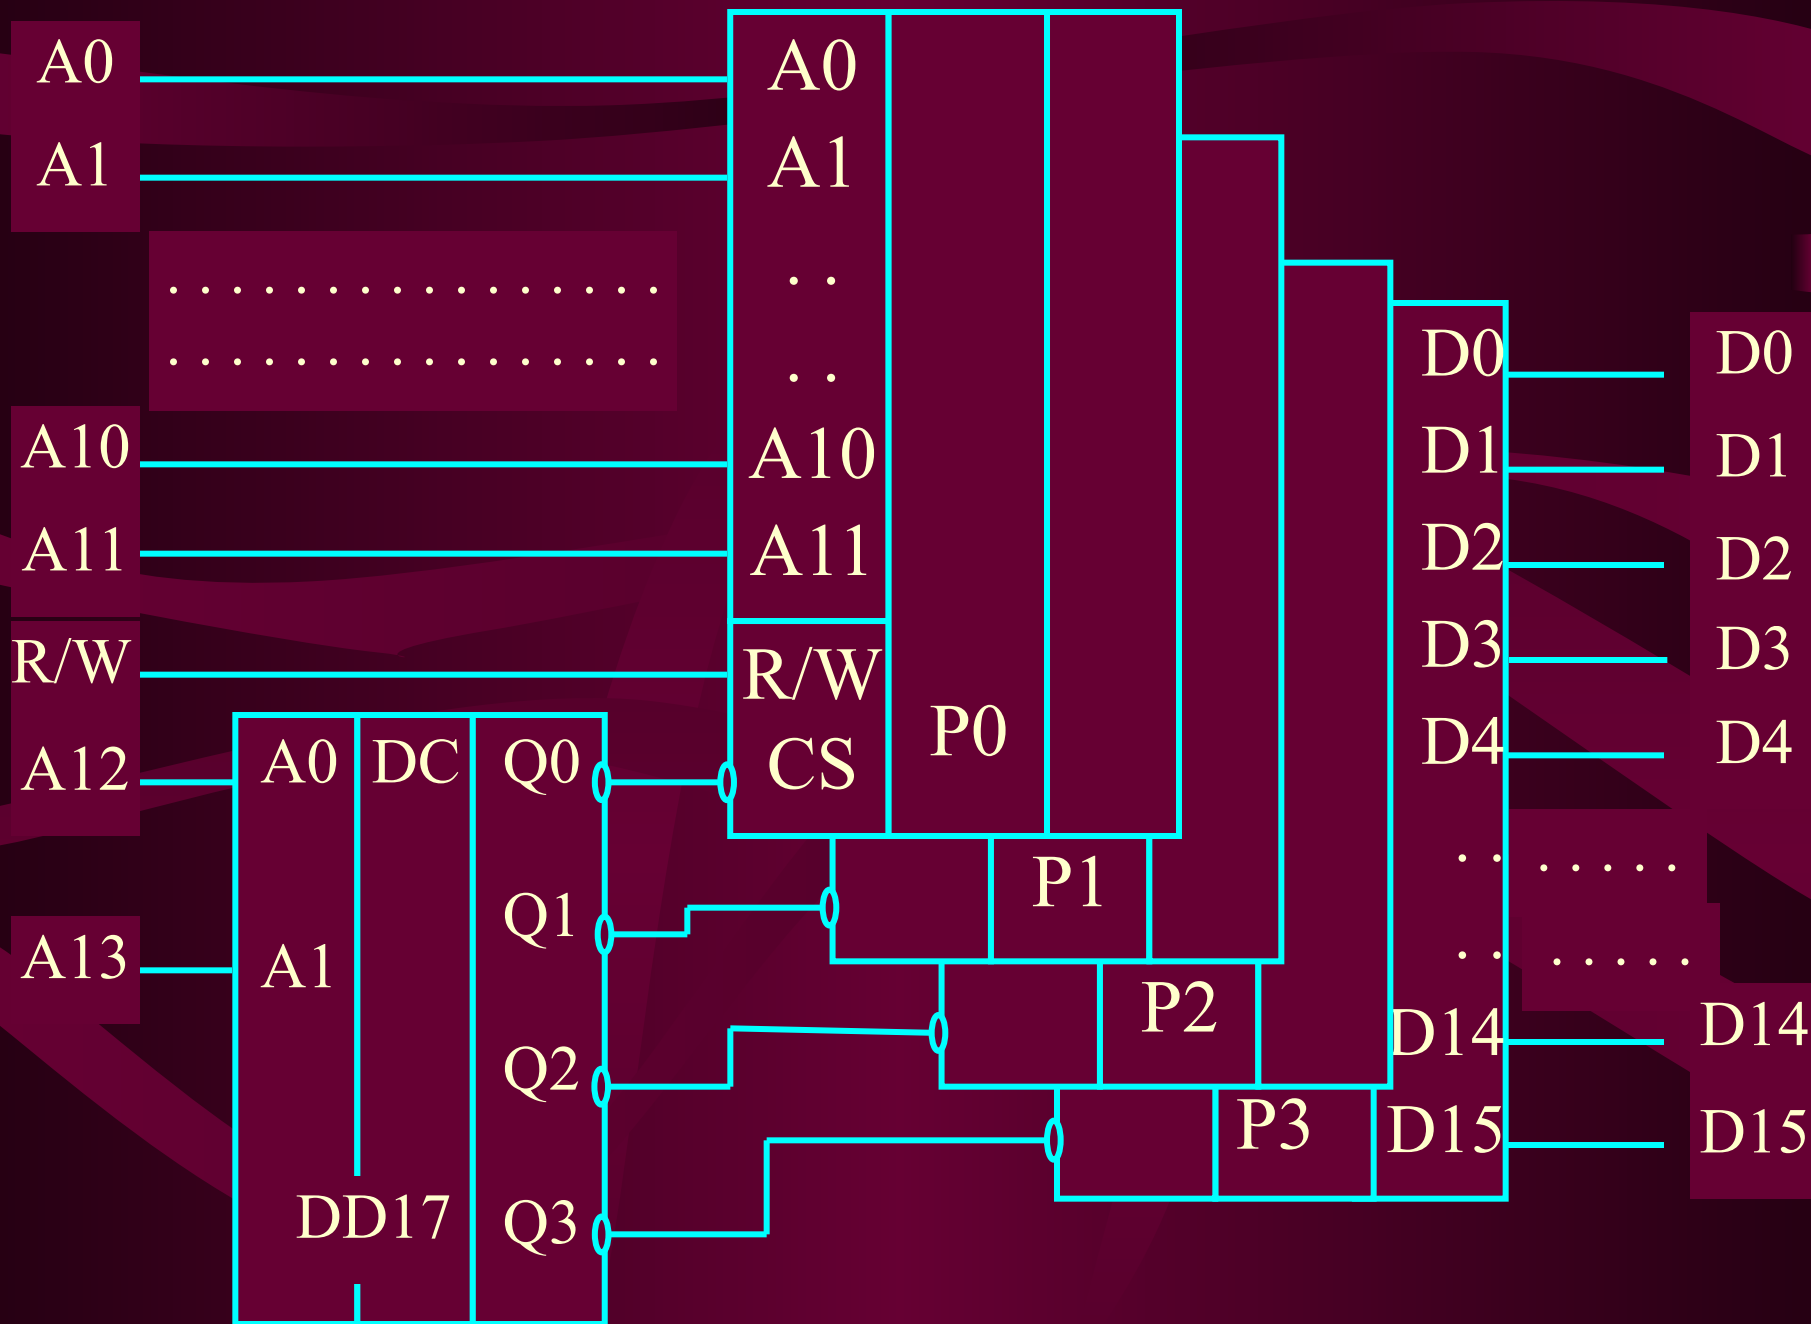 A0
A1
. . . . . . . . . . . . . . . .
. . . . . . . . . . . . . . . .
A10
A11
R/W
A12
A13
A0
A1
. .
. .
A10
A11
R/W
CS
P0
A0 DC Q0
Q1
A1
Q2
DD17
Q3
P1
P2
P3
D0
D1
D2
D3
D4
. .
. .
D14
D15
D0
D1
D2
D3
D4
. . . . .
. . . . .
D14
D15